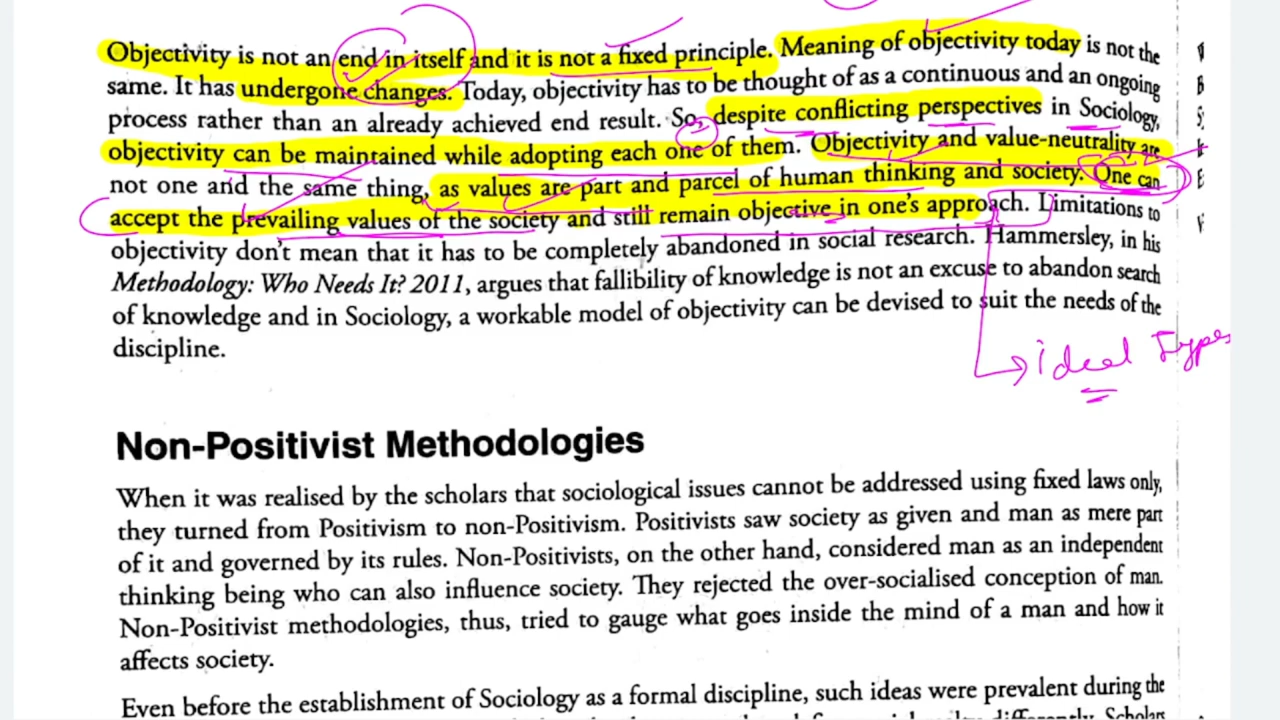 Objectivity is not an end in itself and it is not a fixed principle. Meaning of objectivity today is not the
same. It has undergone changes. Today, objectivity has to be thought of as a continuous and an ongoing
process rather than an already achieved end result. So, despite conflicting perspectives in Sociology,
objectivity can be maintained while adopting each one of them. Objectivity and value-neutrality are
not one and the same thing, as values are part and parcel of human thinking and society. One can
accept the prevailing values of the society and still remain objective in one's approach. Limitations to
objectivity don't mean that it has to be completely abandoned in social research. Hammersley, in his
Methodology: Who Needs It? 2011, argues that fallibility of knowledge is not an excuse to abandon search
of knowledge and in Sociology, a workable model of objectivity can be devised to suit the needs of the
discipline.
ideal Types
Non-Positivist Methodologies
When it was realised by the scholars that sociological issues cannot be addressed using fixed laws only,
they turned from Positivism to non-Positivism. Positivists saw society as given and man as mere part
of it and governed by its rules. Non-Positivists, on the other hand, considered man as an independent
thinking being who can also influence society. They rejected the over-socialised conception of man.
Non-Positivist methodologies, thus, tried to gauge what goes inside the mind of a man and how it
affects society.
Even before the establishment of Sociology as a formal discipline, such ideas were prevalent during the
differently. Scholars